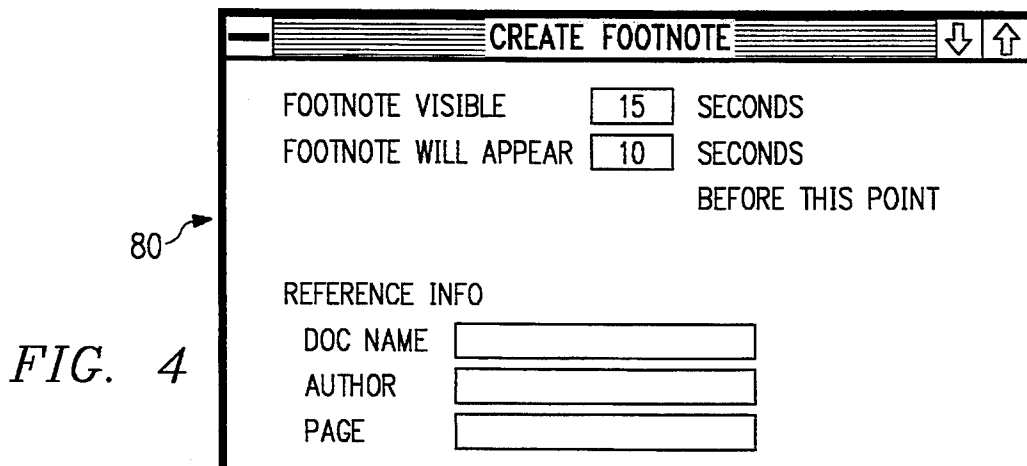 CREATE FOOTNOTE
FOOTNOTE VISIBLE 15 SECONDS
FOOTNOTE WILL APPEAR 10 SECONDS
BEFORE THIS POINT
80
REFERENCE INFO
DOC NAME
FIG. 4
AUTHOR
PAGE